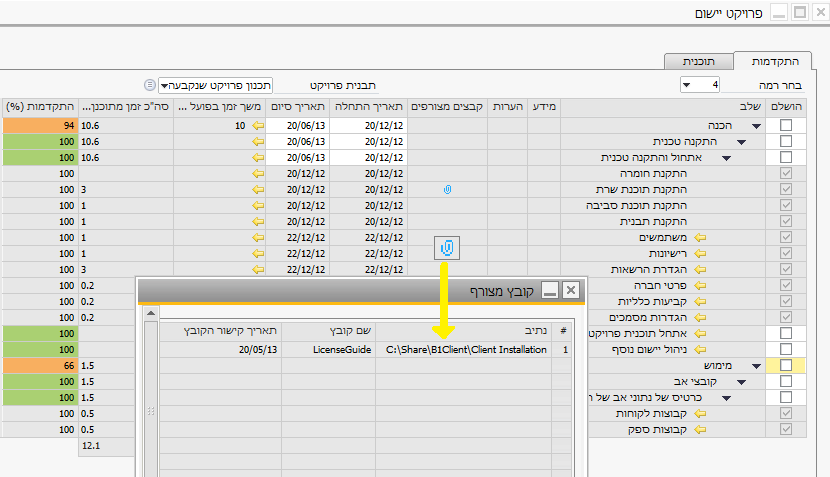 פרויקט יישום
התקדמות תוכנית
בחר רמה 4 תבנית פרויקט תכנון פרויקט שנקבעה
הושלם שלב מידע הערות קבצים מצורפים תאריך התחלה תאריך סיום משך זמן בפועל ... סה"כ זמן מתוכנן... התקדמות (%)
הכנה 20/12/12 20/06/13 10 10.6 94
התקנה טכנית 20/12/12 20/06/13 10.6 100
אתחול והתקנה טכנית 20/12/12 20/06/13 10.6 100
התקנת חומרה 20/12/12 20/12/12 100
התקנת תוכנת שרת 20/12/12 20/12/12 3 100
התקנת תוכנת סביבה 20/12/12 20/12/12 1 100
התקנת תבנית 20/12/12 20/12/12 1 100
משתמשים 22/12/12 22/12/12 1 100
רישיונות 22/12/12 22/12/12 1 100
הגדרת הרשאות 22/12/12 22/12/12 3 100
פרטי חברה 0.2 100
קביעות כלליות 0.2 100
הגדרות מסמכים 0.2 100
אתחל תוכנית פרויקט 100
ניהול יישום נוסף 100
מימוש 1.5 66
קובצי אב 1.5 100
כרטיס של נתוני אב של ח 1.5 100
קבוצות לקוחות 0.5 100
קבוצות ספק 0.5 100
12.1
קובץ מצורף
# נתיב שם קובץ תאריך קישור הקובץ
1 C:\Share\B1Client\Client Installation LicenseGuide 20/05/13